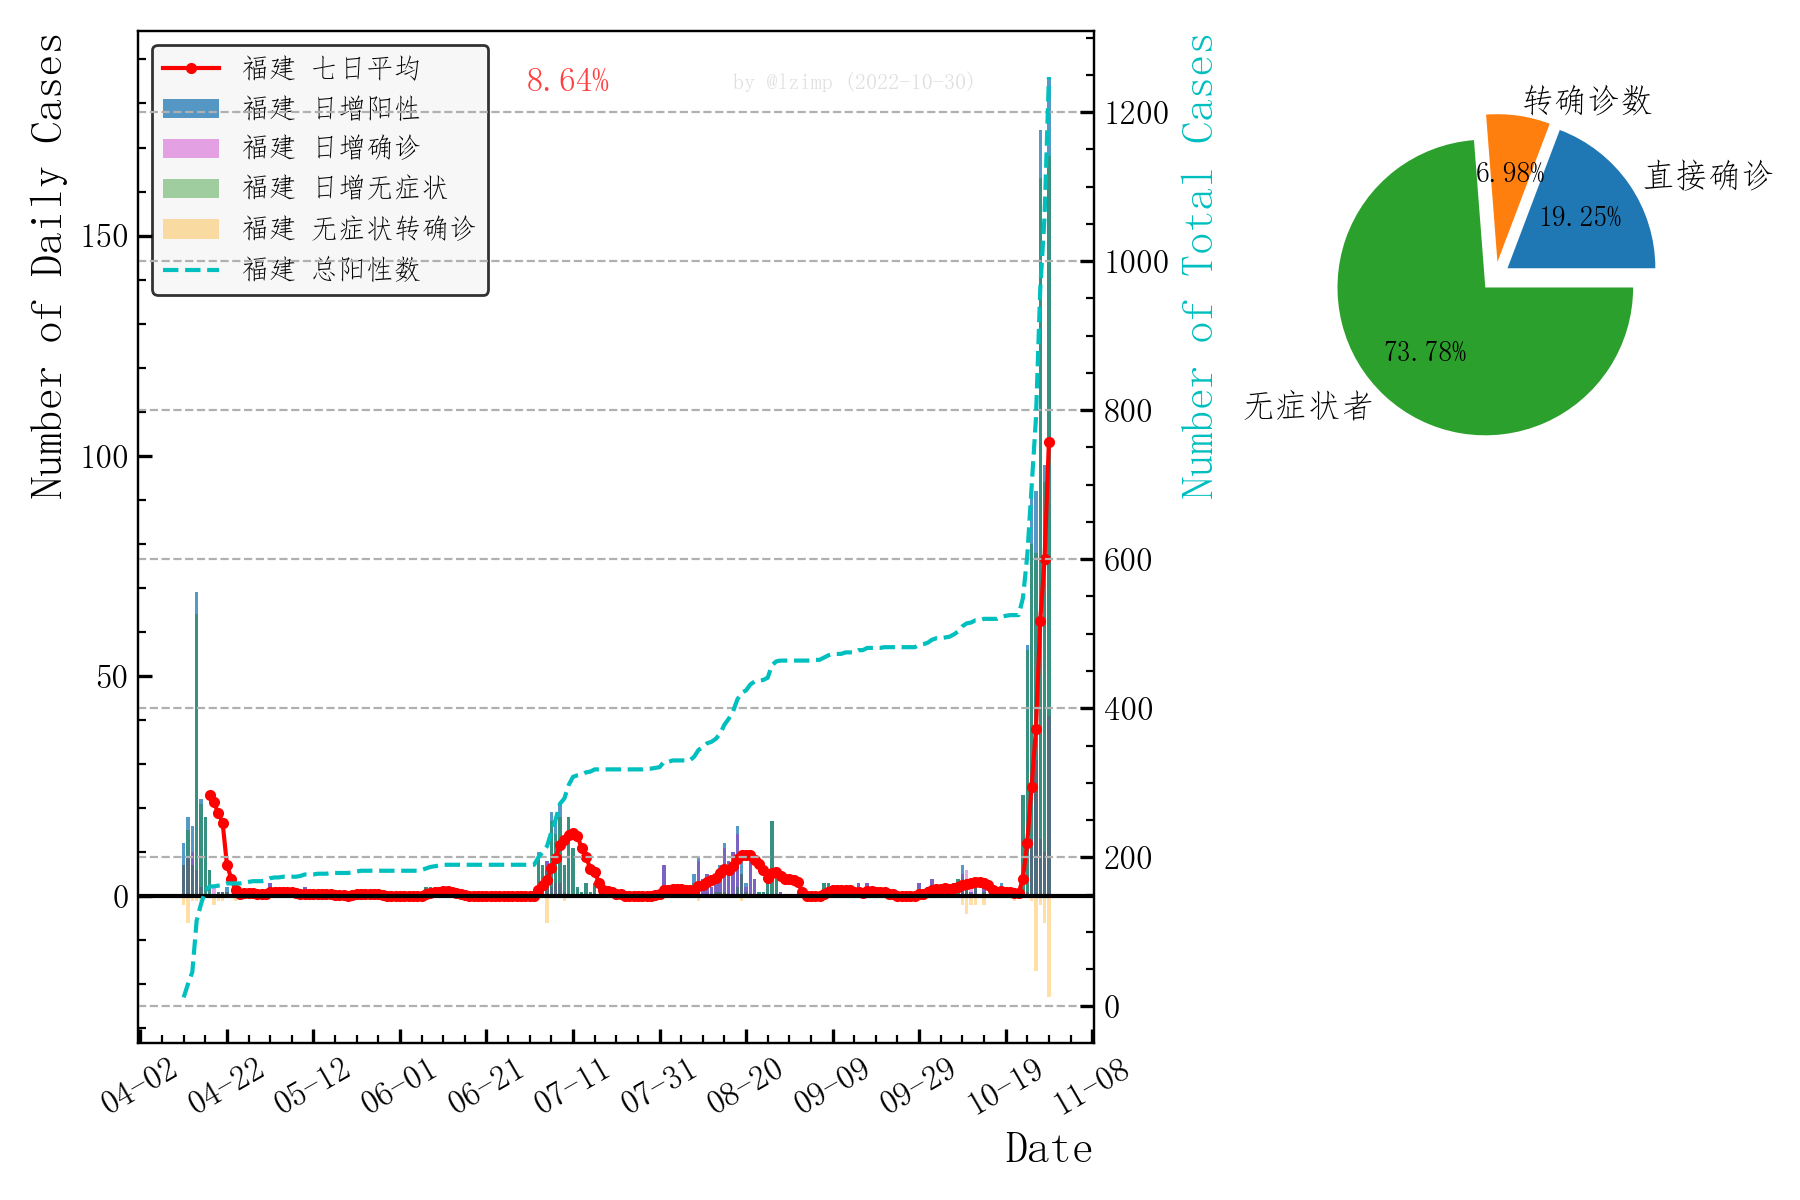 Number of Daily Cases
福建 七日平均
福建 日增阳性
福建 日增确诊
福建 日增无症状
福建 无症状转确诊
福建 总阳性数
8.64%
by @lzimp (2022-10-30)
150
100
50
0
1200
1000
800
600
400
200
0
Number of Total Cases
04-02
04-22
05-12
06-01
06-21
07-11
07-31
08-20
09-09
09-29
10-19
11-08
Date
转确诊数
6.98%
直接确诊
19.25%
73.78%
无症状者